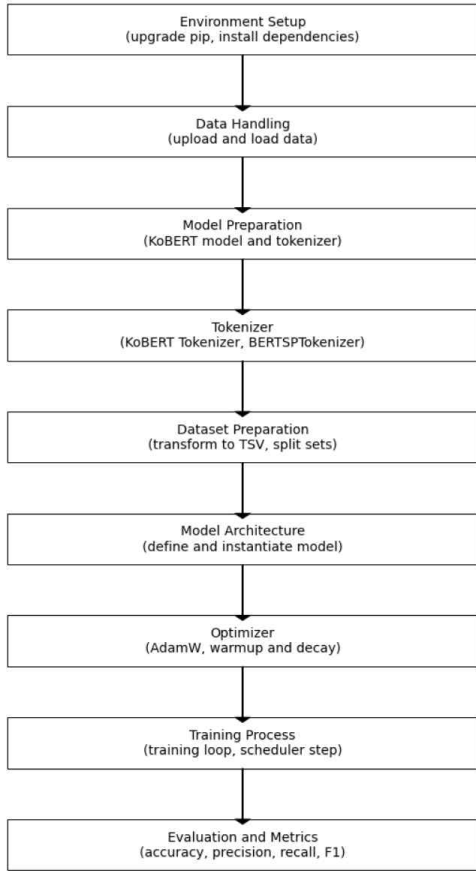 Environment Setup
(upgrade pip, install dependencies)
Data Handling
(upload and load data)
Model Preparation
(KoBERT model and tokenizer)
Tokenizer
(KoBERT Tokenizer, BERTSPTokenizer)
Dataset Preparation
(transform to TSV, split sets)
Model Architecture
(define and instantiate model)
Optimizer
(AdamW, warmup and decay)
Training Process
(training loop, scheduler step)
Evaluation and Metrics
(accuracy, precision, recall, F1)